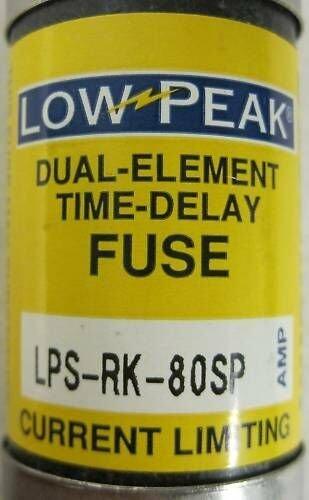 LOW PEAK®
DUAL-ELEMENT
TIME-DELAY
FUSE
LPS-RK-80SP AMP
CURRENT LIMITING